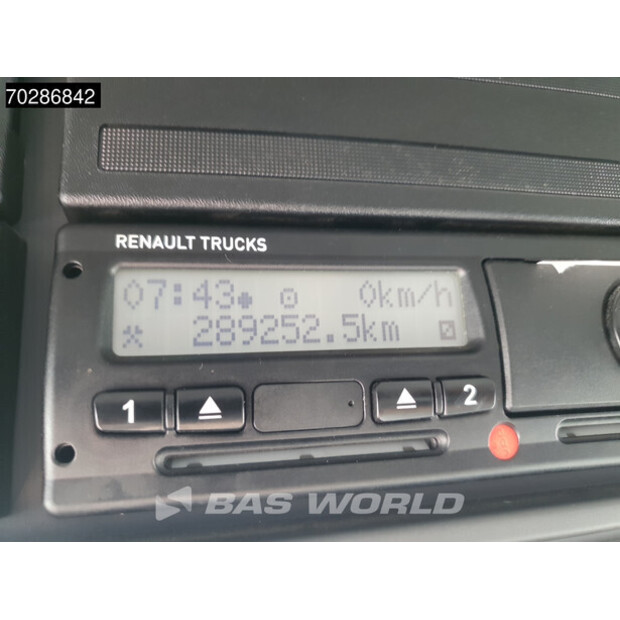 70286842
RENAULT TRUCKS
07:43 0km/h
289252.5km
1 2
BAS WORLD